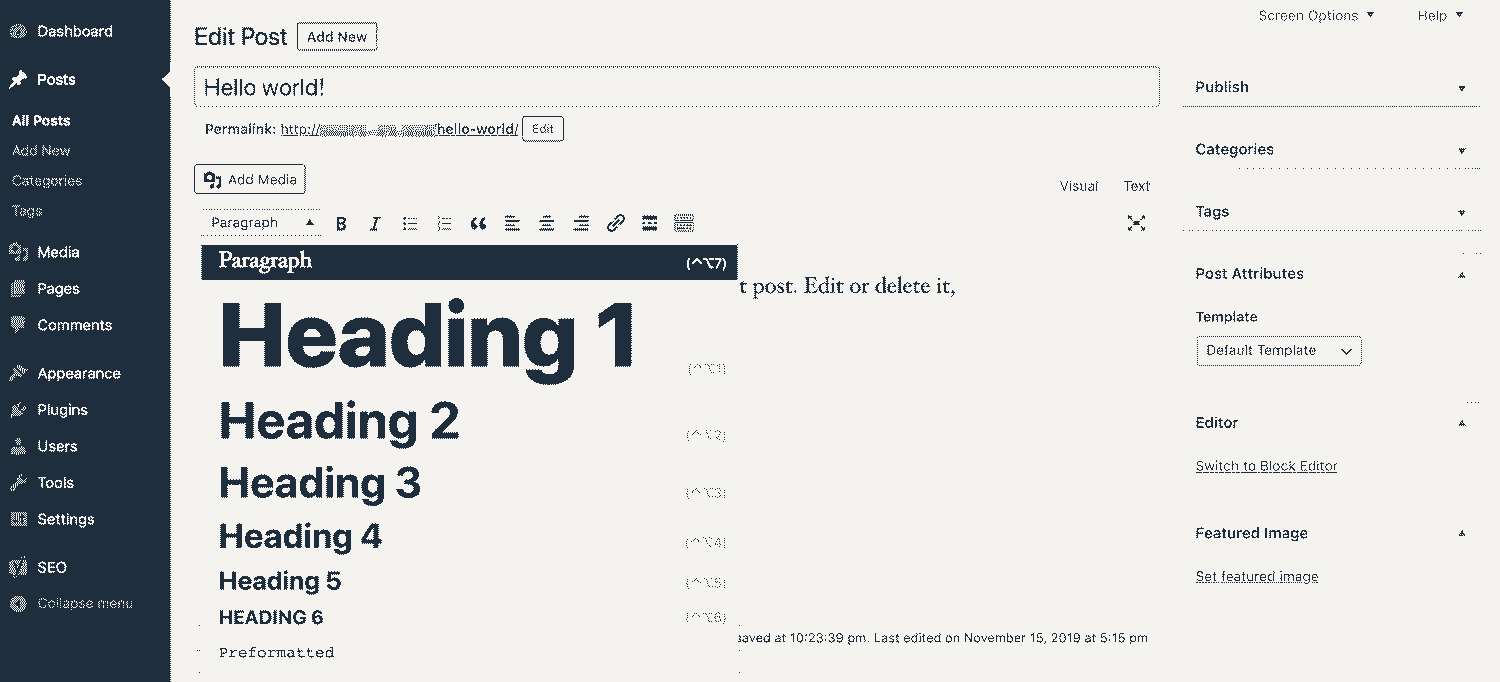 Dashboard
Posts
All Posts
Add New
Categories
Tags
Media
Pages
Comments
Appearance
Plugins
Users
Tools
Settings
SEO
Collapse menu
Screen Options
Help
Edit Post
Add New
Hello world!
Permalink: http:// /hello-world/ Edit
Add Media
Visual
Text
Paragraph
B I
Paragraph (^⌥7)
t post. Edit or delete it,
Heading 1 (^⌥1)
Heading 2 (^⌥2)
Heading 3 (^⌥3)
Heading 4 (^⌥4)
Heading 5 (^⌥5)
HEADING 6 (^⌥6)
saved at 10:23:39 pm. Last edited on November 15, 2019 at 5:15 pm
Preformatted
Publish
Categories
Tags
Post Attributes
Template
Default Template
Editor
Switch to Block Editor
Featured Image
Set featured image